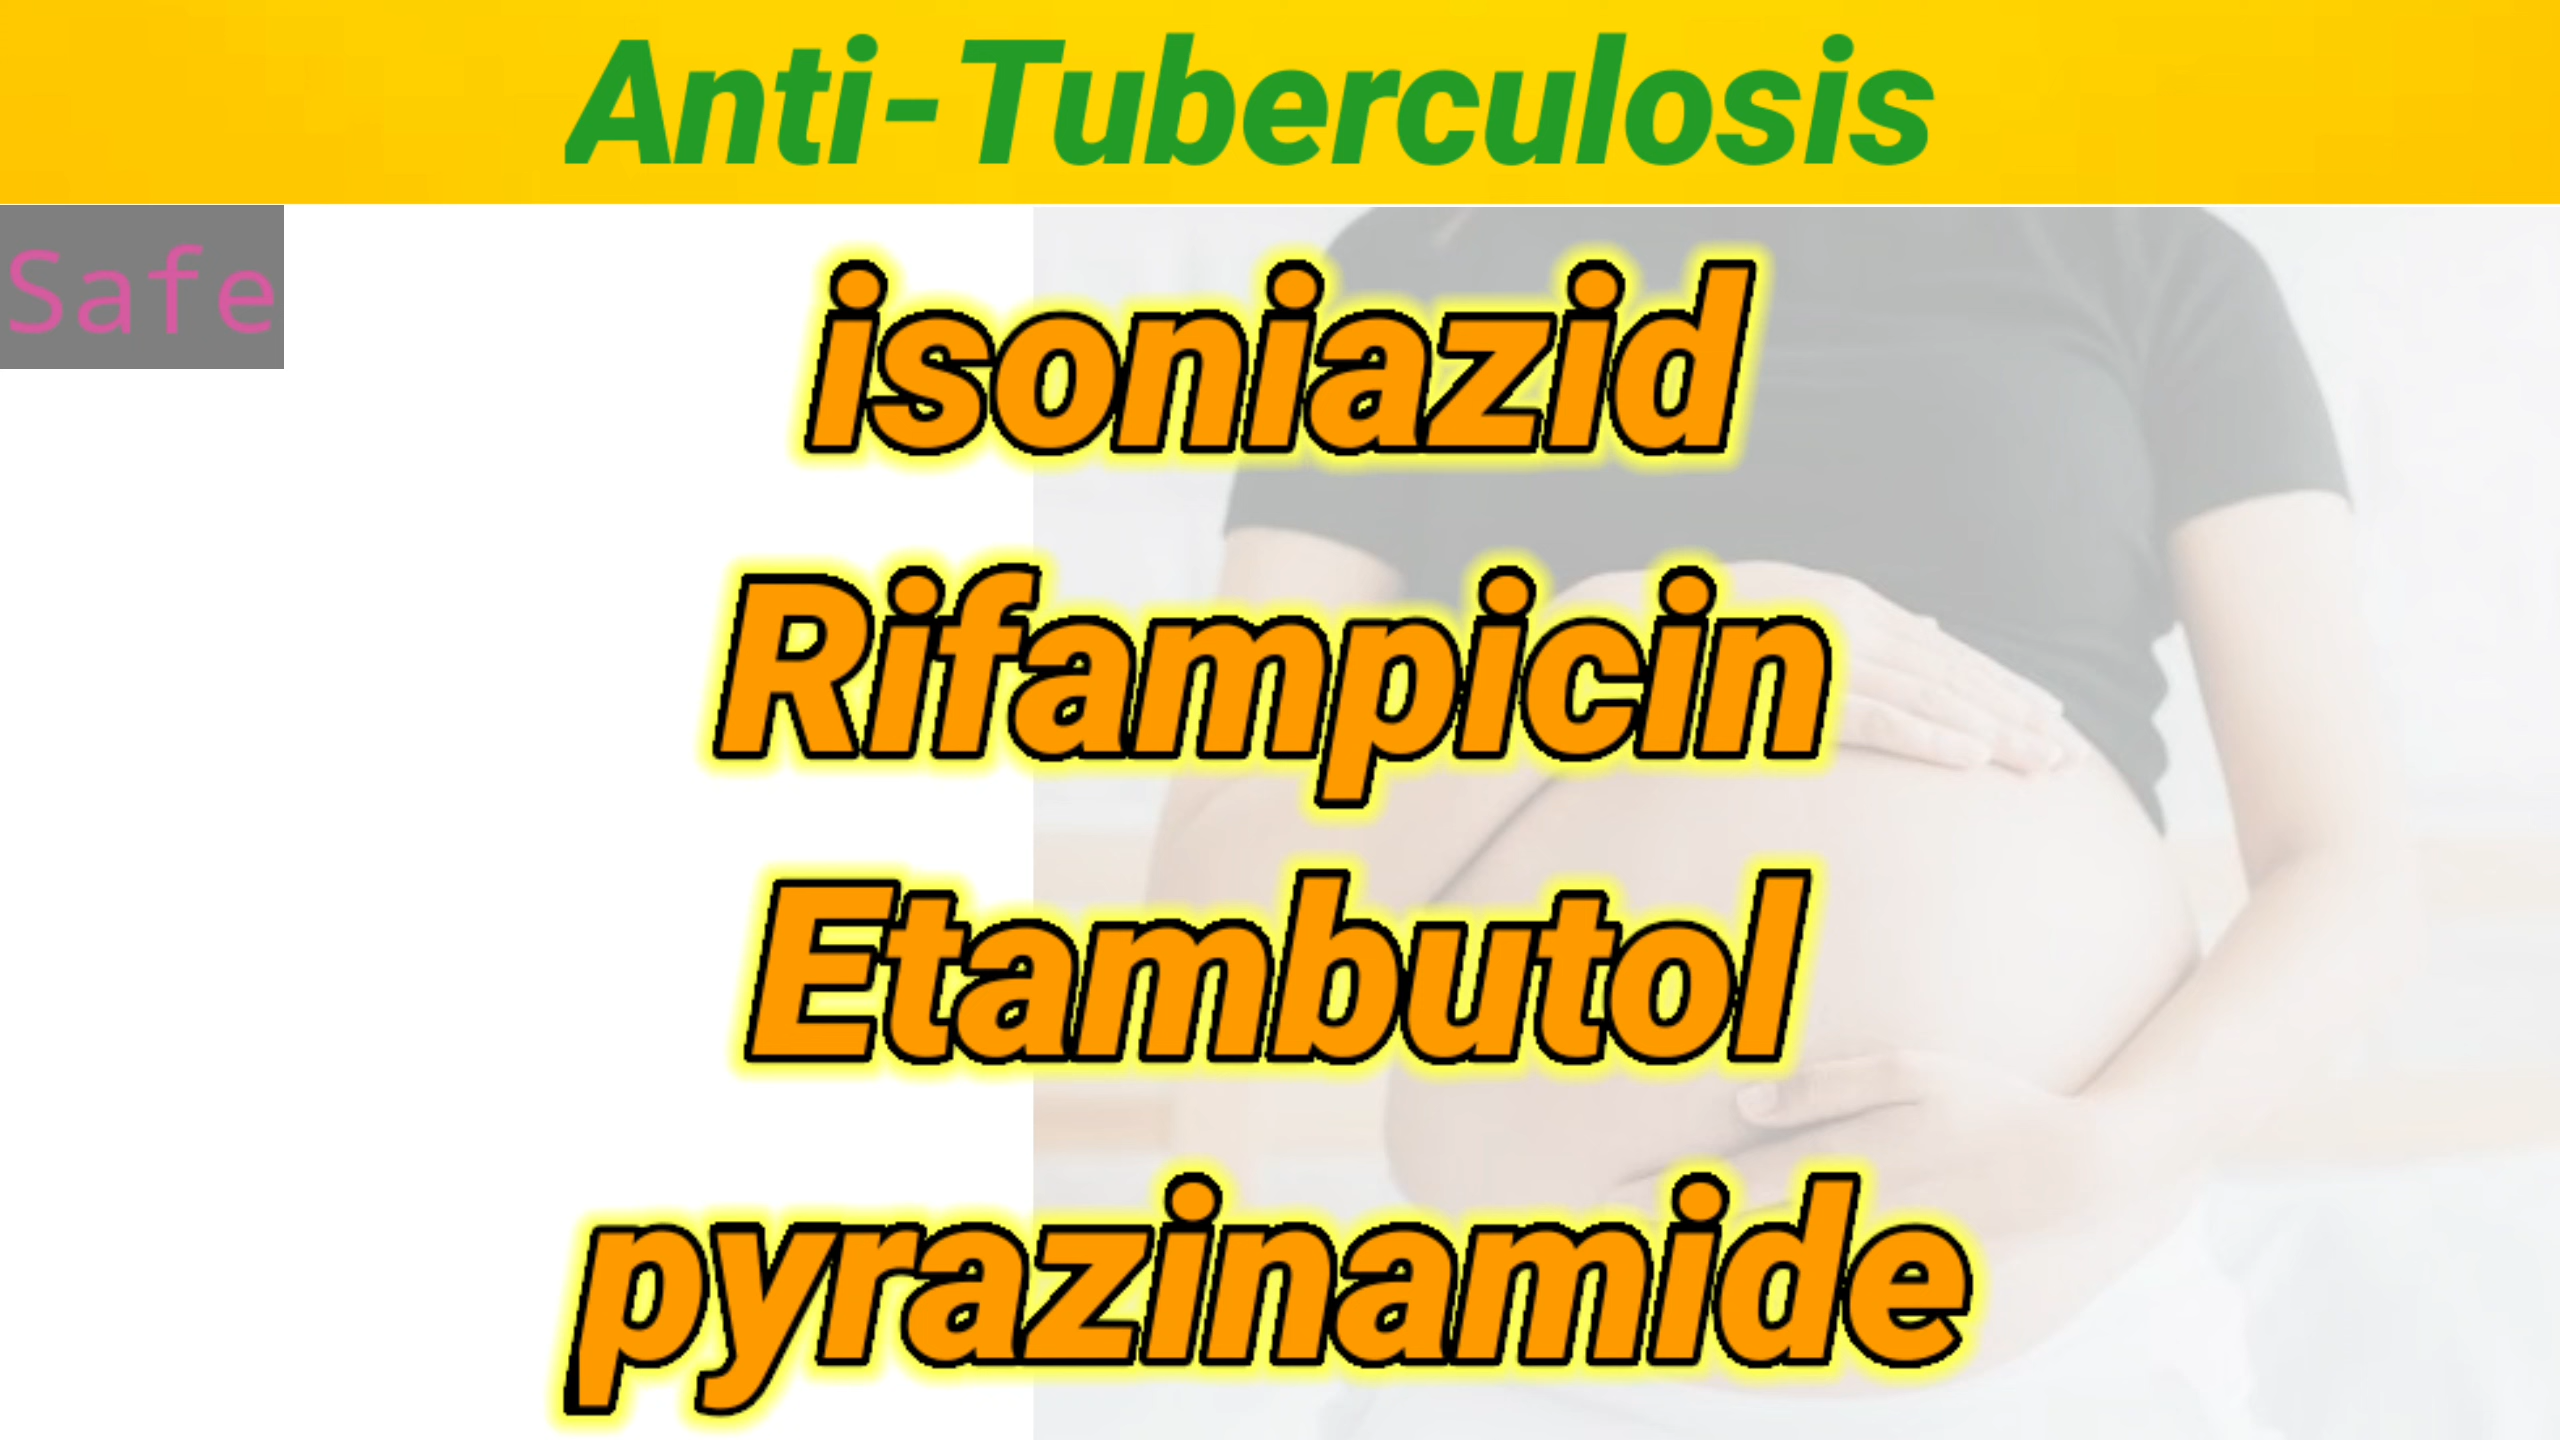 Anti-Tuberculosis
Safe
isoniazid
Rifampicin
Etambutol
pyrazinamide